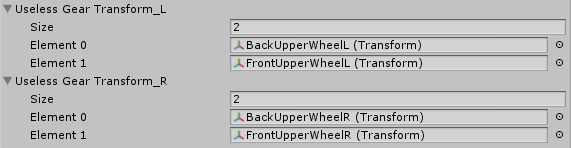 Useless Gear Transform_L
Size 2
Element 0 BackUpperWheelL (Transform)
Element 1 FrontUpperWheelL (Transform)
Useless Gear Transform_R
Size 2
Element 0 BackUpperWheelR (Transform)
Element 1 FrontUpperWheelR (Transform)